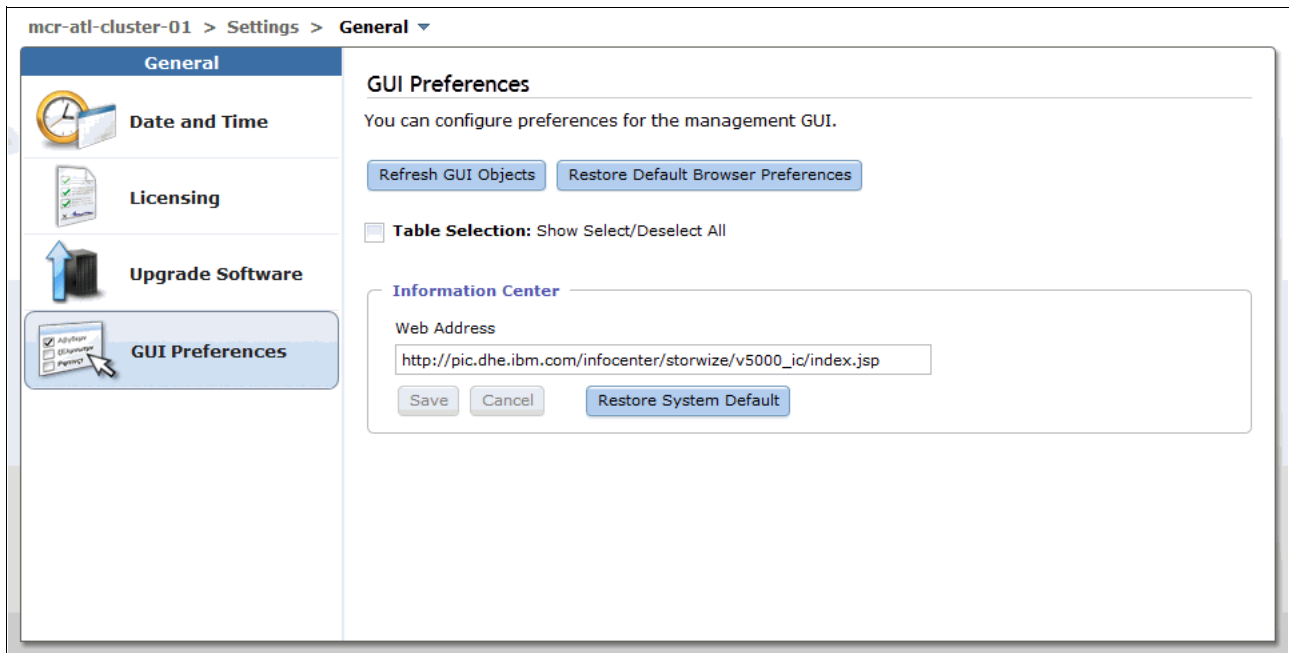 mcr-atl-cluster-01 > Settings > General
General
Date and Time
Licensing
Upgrade Software
GUI Preferences
GUI Preferences
You can configure preferences for the management GUI.
Refresh GUI Objects Restore Default Browser Preferences
Table Selection: Show Select/Deselect All
Information Center
Web Address
http://pic.dhe.ibm.com/infocenter/storwize/v5000_ic/index.jsp
Save Cancel Restore System Default